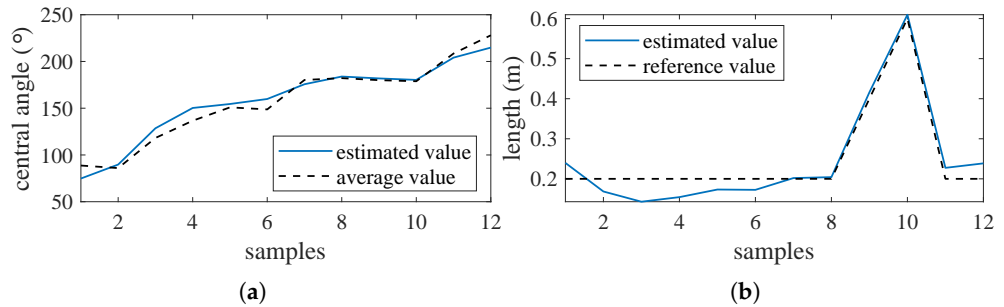 250
200
150
100
50
central angle ( o)
estimated value
average value
2 4 6 8 10 12
samples
(a)
0.6
0.5
0.4
0.3
0.2
length (m)
estimated value
reference value
2 4 6 8 10 12
samples
(b)